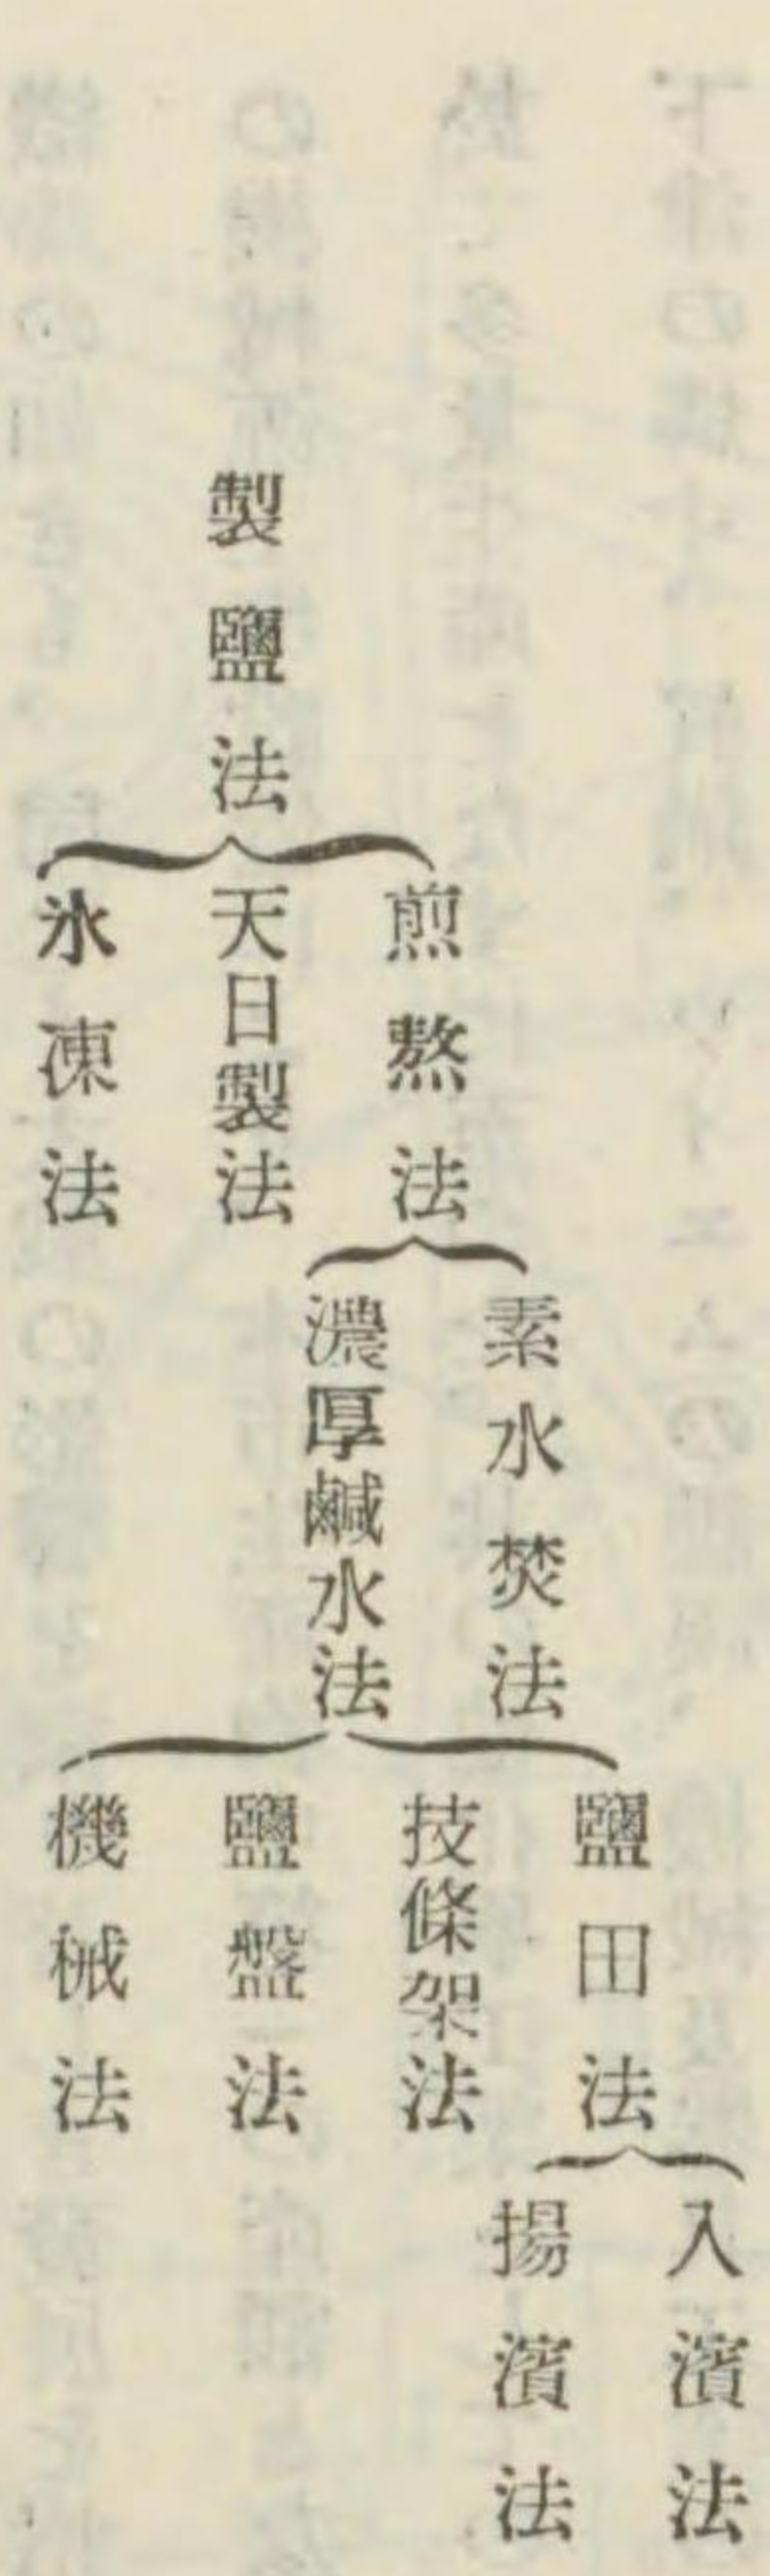 製鹽法
煎熬法
天日製法
氷凍法
素水焚法
濃厚鹹水法
鹽田法
技條架法
鹽盤法
機械法
入濱法
揚濱法